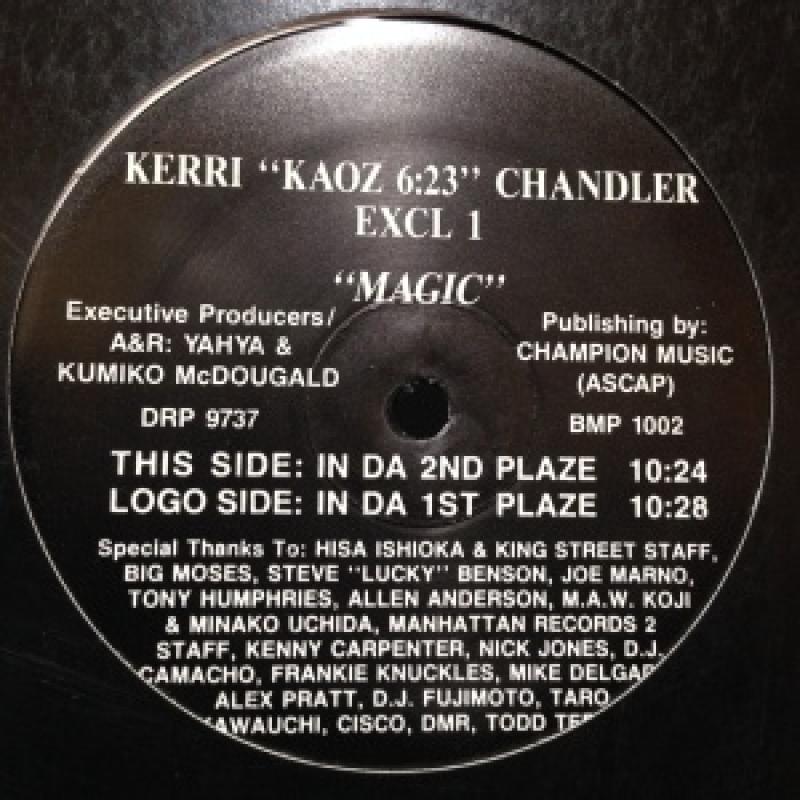 KERRI "KAOZ 6:23" CHANDLER
EXCL 1
"MAGIC"
Executive Producers/
A&R: YAHYA &
KUMIKO McDOUGALD
DRP 9737
Publishing by:
CHAMPION MUSIC
(ASCAP)
BMP 1002
THIS SIDE: IN DA 2ND PLAZE 10:24
LOGO SIDE: IN DA 1ST PLAZE 10:28
Special Thanks To: HISA ISHIOKA & KING STREET STAFF,
BIG MOSES, STEVE "LUCKY" BENSON, JOE MARNO,
TONY HUMPHRIES, ALLEN ANDERSON, M.A.W. KOJI
& MINAKO UCHIDA, MANHATTAN RECORDS 2
STAFF, KENNY CARPENTER, NICK JONES, D.J.
CAMACHO, FRANKIE KNUCKLES, MIKE
ALEX PRATT, D.J. FUJIMOTO, TARO
CISCO, DMR, TODD